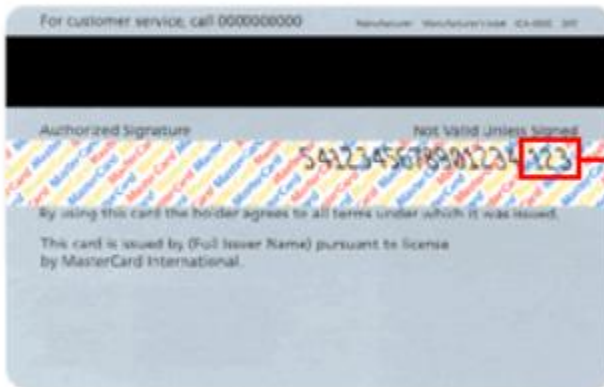 For customer service, call 0000000000 Manufacturer
Authorized Signature Not Valid Unless Signed
5412345678901234 123
By using this card the holder agrees to all terms under which it was issued.
This card is issued by (Full Issuer Name) pursuant to license
by MasterCard International.